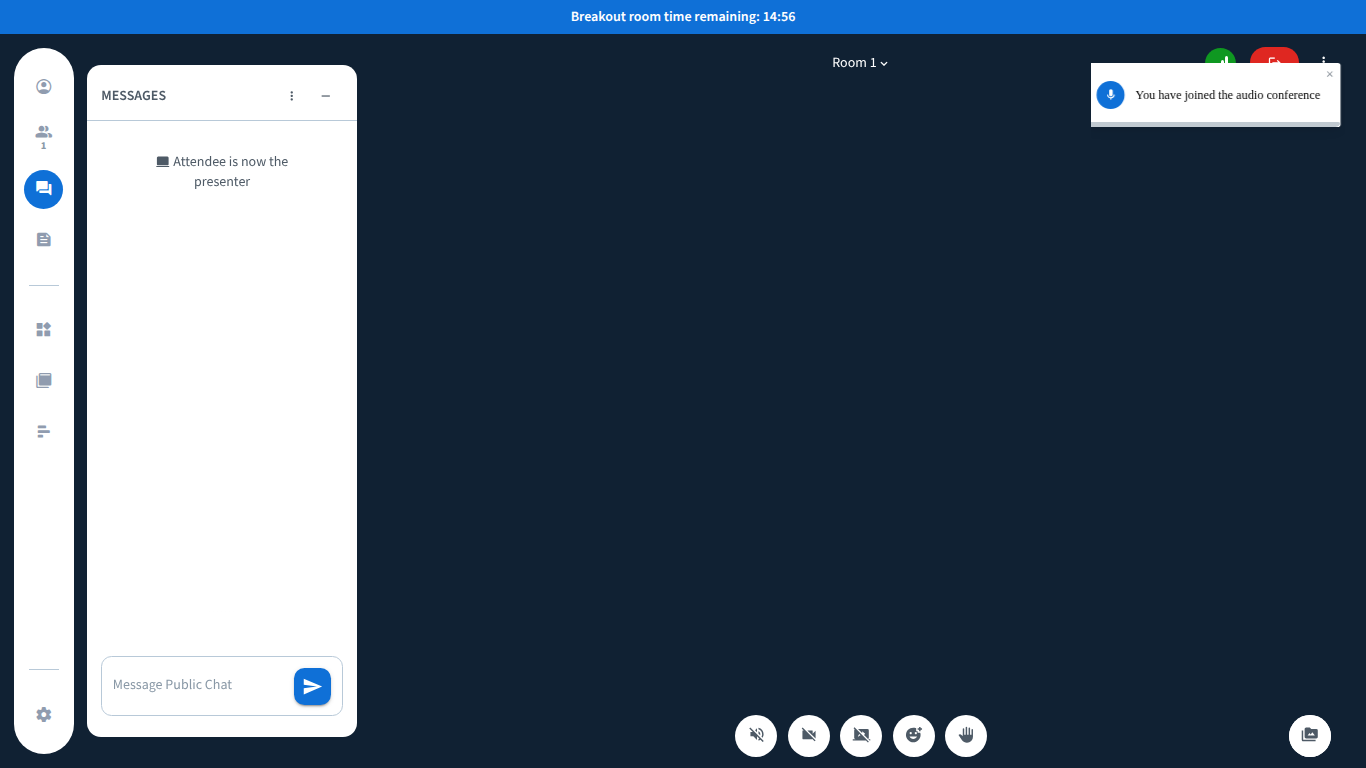 Breakout room time remaining: 14:56
Room 1
You have joined the audio conference
MESSAGES
1
Attendee is now the
presenter
Message Public Chat